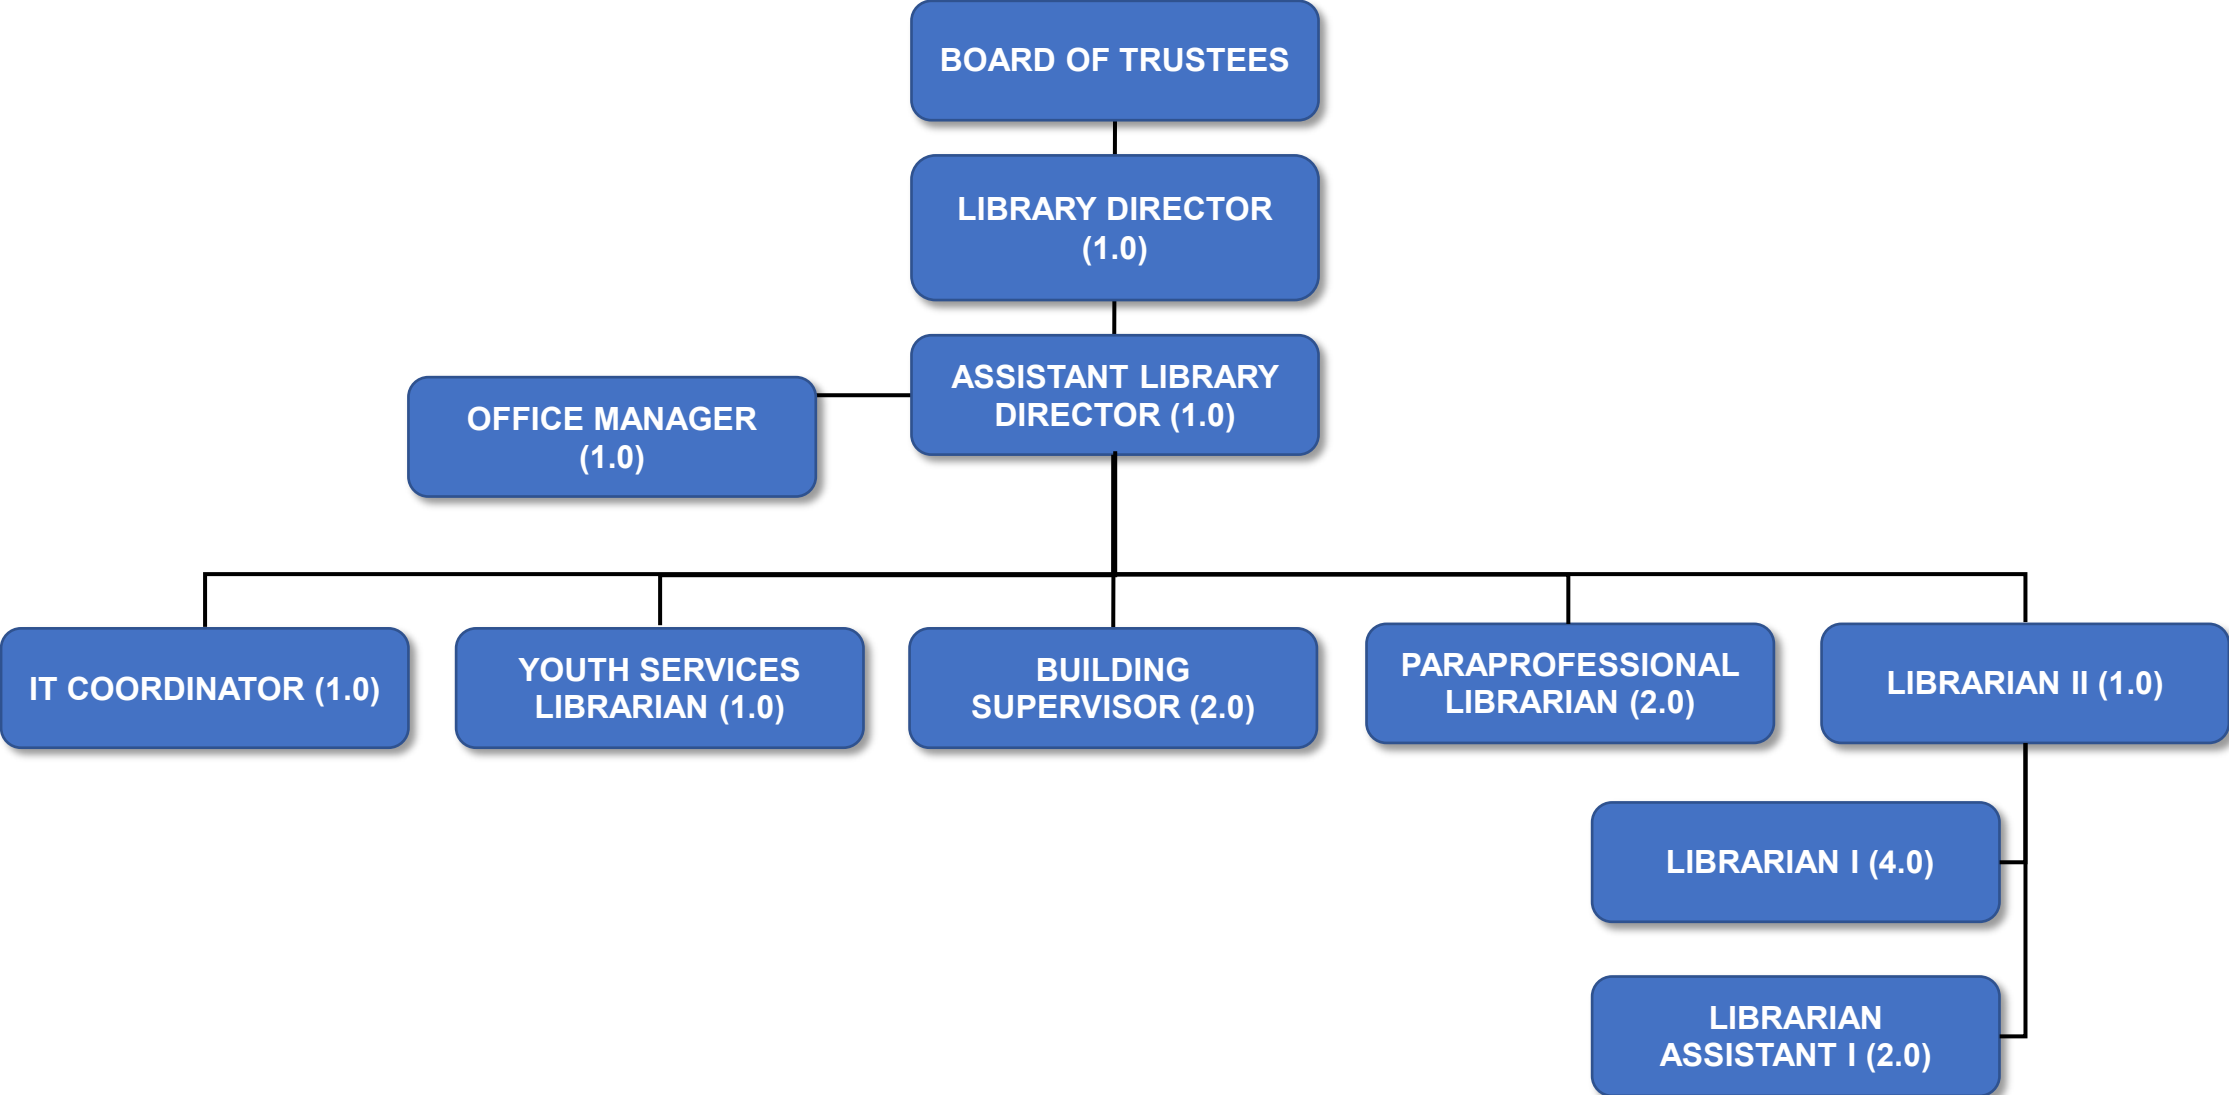 BOARD OF TRUSTEES
LIBRARY DIRECTOR
(1.0)
ASSISTANT LIBRARY
DIRECTOR (1.0)
OFFICE MANAGER
(1.0)
IT COORDINATOR (1.0)
YOUTH SERVICES
LIBRARIAN (1.0)
BUILDING
SUPERVISOR (2.0)
PARAPROFESSIONAL
LIBRARIAN (2.0)
LIBRARIAN II (1.0)
LIBRARIAN I (4.0)
LIBRARIAN
ASSISTANT I (2.0)